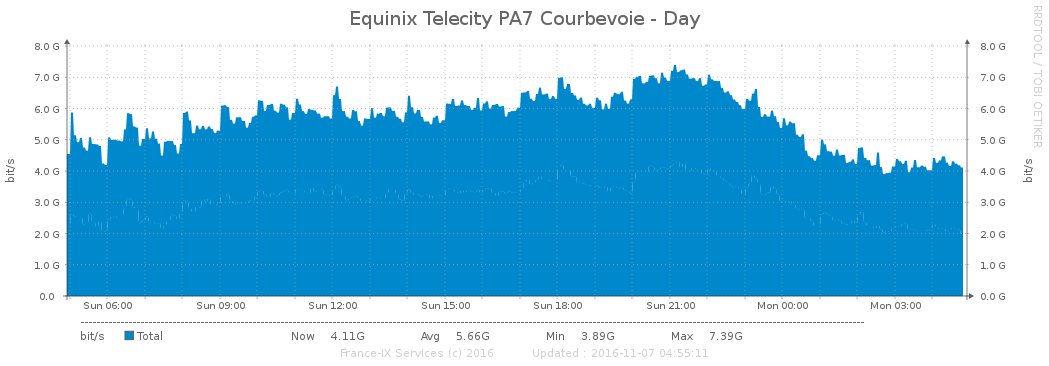 Equinix Telecity PA7 Courbevoie - Day
RRDTOOL / TOBI OETIKER
bit/s
8.0 G 8.0 G
7.0 G 7.0 G
6.0 G 6.0 G
5.0 G 5.0 G
4.0 G 4.0 G
3.0 G 3.0 G
2.0 G 2.0 G
1.0 G 1.0 G
0.0 0.0 G
bit/s
Sun 06:00 Sun 09:00 Sun 12:00 Sun 15:00 Sun 18:00 Sun 21:00 Mon 00:00 Mon 03:00
bit/s Total Now 4.11G Avg 5.66G Min 3.89G Max 7.39G
France-IX Services (c) 2016 Updated : 2016-11-07 04:55:11